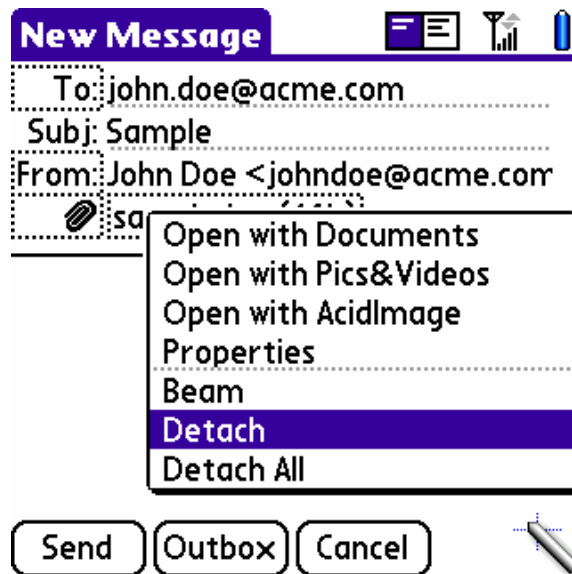 New Message
To: john.doe@acme.com
Subj: Sample
From: John Doe <johndoe@acme.com
Open with Documents
Open with Pics&Videos
Open with AcidImage
Properties
Beam
Detach
Detach All
Send Outbox Cancel